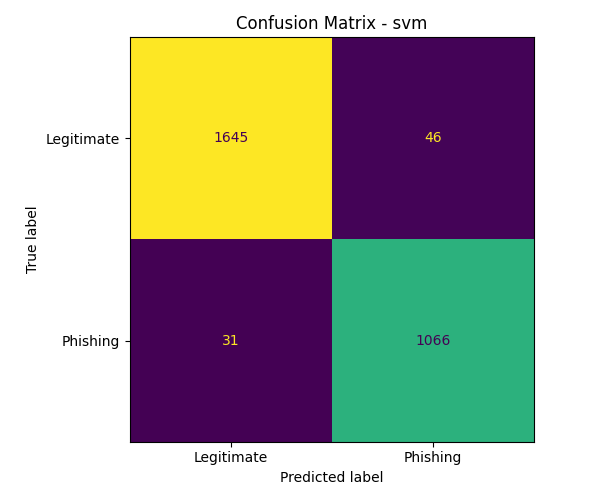 Confusion Matrix - svm
True label
Legitimate
1645
46
Phishing
31
1066
Legitimate
Phishing
Predicted label